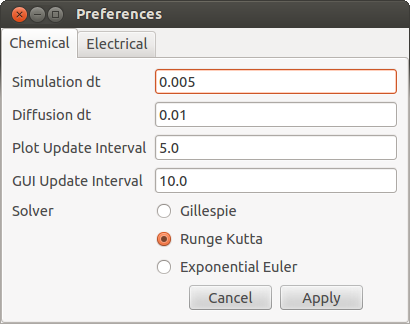 Preferences
Chemical Electrical
Simulation dt 0.005
Diffusion dt 0.01
Plot Update Interval 5.0
GUI Update Interval 10.0
Solver Gillespie
Runge Kutta
Exponential Euler
Cancel Apply